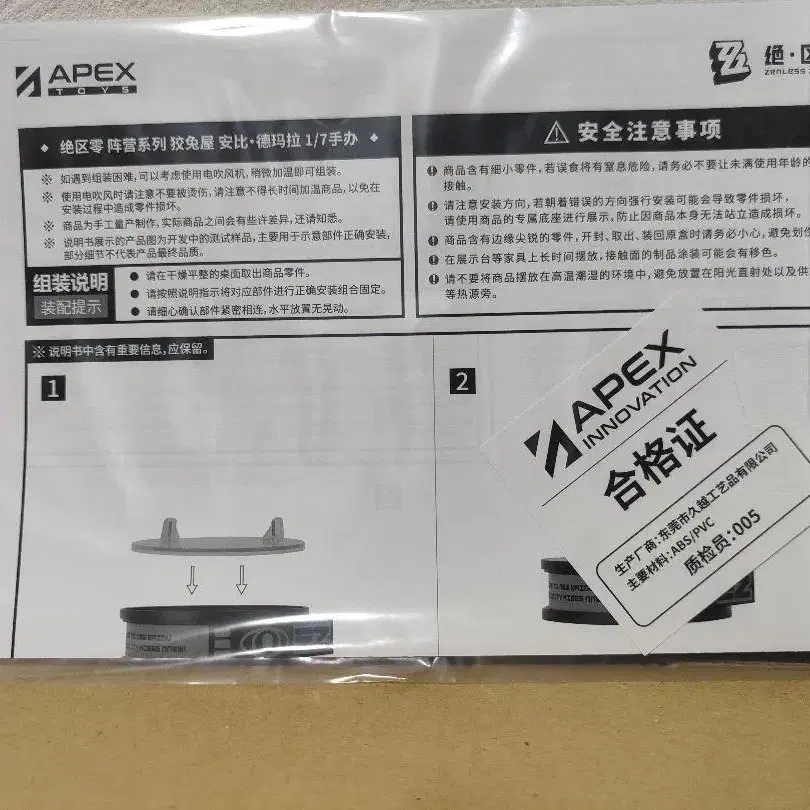 APEX
TOYS
绝·区
ZENLESS
绝区零 阵营系列 狡兔屋 安比·德玛拉 1/7手办
※ 如遇到组装困难,可以考虑使用电吹风机,稍微加温即可组装。
※ 使用电吹风时请注意不要被烫伤,请注意不得长时间加温商品,以免在
安装过程中造成零件损坏。
※ 商品为手工量产制作,实际商品之间会有些许差异,还请知悉。
※ 说明书展示的产品图为开发中的测试样品,主要用于示意部件正确安装,
部分细节不代表产品最终品质。
组装说明
装配提示
● 请在干燥平整的桌面取出商品零件。
● 请按照说明指示将对应部件进行正确安装组合固定。
● 请细心确认部件紧密相连,水平放置无晃动。
安全注意事项
商品含有细小零件,若误食将有窒息危险,请务必不要让未满使用年龄的
接触。
请注意安装方向,若朝着错误的方向强行安装可能会导致零件损坏,
请使用商品的专属底座进行展示,防止因商品本身无法站立造成损坏。
商品含有边缘尖锐的零件,开封、取出、装回原盒时请务必小心,避免划伤
在展示台等家具上长时间摆放,接触面的制品涂装可能会有移色。
请不要将商品摆放在高温潮湿的环境中,避免放置在阳光直射处以及供
等热源旁。
※ 说明书中含有重要信息,应保留。
1
2
APEX
INNOVATION
合格证
生产厂商:东莞市久越工艺品有限公司
主要材料:ABS/PVC
质检员:005